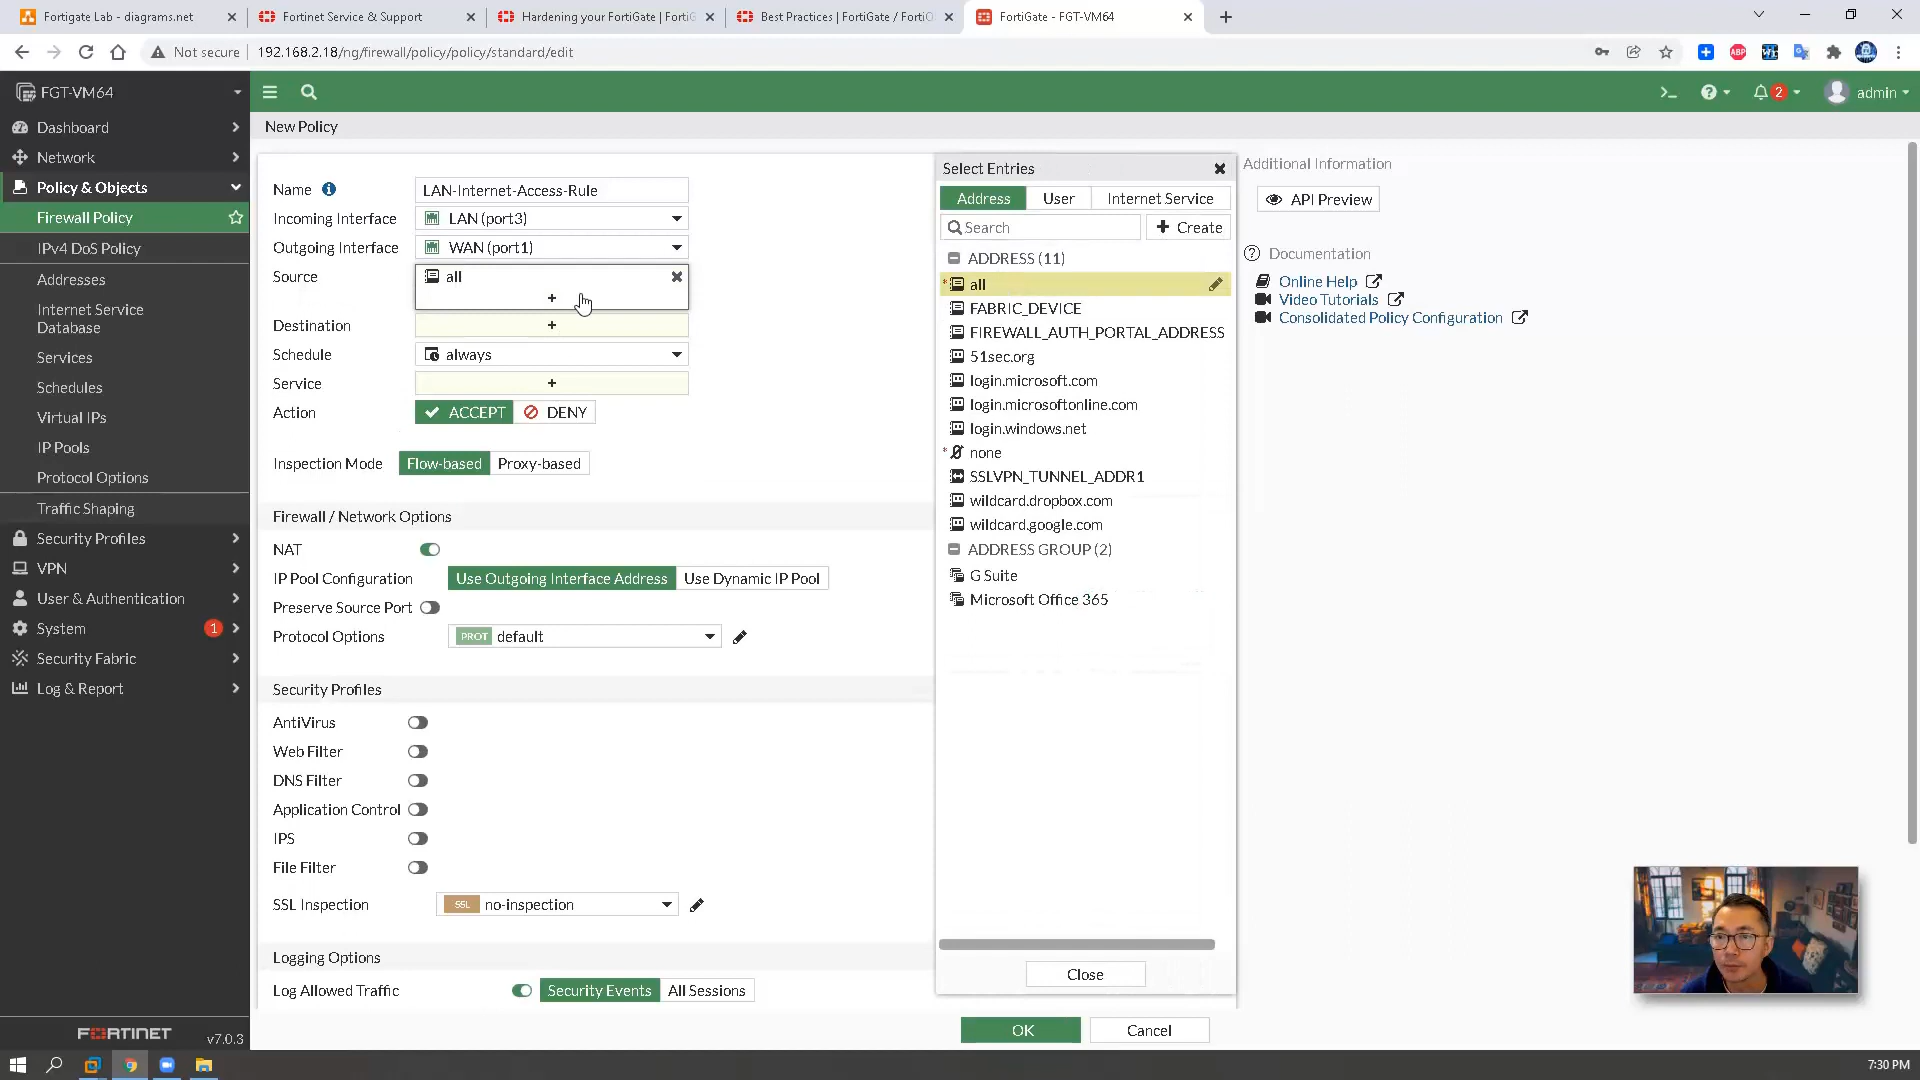 Fortigate Lab - diagrams.net
Fortinet Service & Support
Hardening your FortiGate | FortiG
Best Practices | FortiGate / FortiO
FortiGate - FGT-VM64
Not secure
192.168.2.18/ng/firewall/policy/policy/standard/edit
ABP
FGT-VM64
2
admin
Dashboard
Network
Policy & Objects
Firewall Policy
IPv4 DoS Policy
Addresses
Internet Service
Database
Services
Schedules
Virtual IPs
IP Pools
Protocol Options
Traffic Shaping
Security Profiles
VPN
User & Authentication
System
1
Security Fabric
Log & Report
FORTINET
v7.0.3
New Policy
Name
LAN-Internet-Access-Rule
Incoming Interface
LAN (port3)
Outgoing Interface
WAN (port1)
Source
all
+
Destination
+
Schedule
always
Service
+
Action
ACCEPT
DENY
Inspection Mode
Flow-based
Proxy-based
Firewall / Network Options
NAT
IP Pool Configuration
Use Outgoing Interface Address
Use Dynamic IP Pool
Preserve Source Port
Protocol Options
PROT
default
Security Profiles
AntiVirus
Web Filter
DNS Filter
Application Control
IPS
File Filter
SSL Inspection
SSL
no-inspection
Logging Options
Log Allowed Traffic
Security Events
All Sessions
Select Entries
Address
User
Internet Service
Search
+ Create
ADDRESS (11)
all
FABRIC_DEVICE
FIREWALL_AUTH_PORTAL_ADDRESS
51sec.org
login.microsoft.com
login.microsoftonline.com
login.windows.net
none
SSLVPN_TUNNEL_ADDR1
wildcard.dropbox.com
wildcard.google.com
ADDRESS GROUP (2)
G Suite
Microsoft Office 365
Close
OK
Cancel
Additional Information
API Preview
Documentation
Online Help
Video Tutorials
Consolidated Policy Configuration
7:30 PM